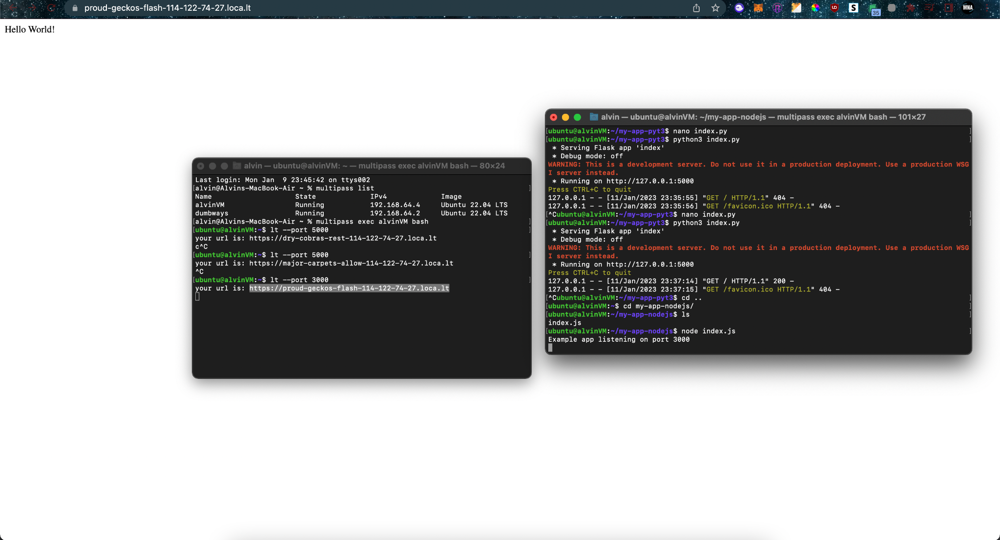 proud-geckos-flash-114-122-74-27.loca.lt
35
MNA
Hello World!
alvin — ubuntu@alvinVM: ~ — multipass exec alvinVM bash — 80×24
Last login: Mon Jan  9 23:45:42 on ttys002
[alvin@Alvins-MacBook-Air ~ % multipass list ]
Name State IPv4 Image
alvinVM Running 192.168.64.4 Ubuntu 22.04 LTS
dumbways Running 192.168.64.2 Ubuntu 22.04 LTS
[alvin@Alvins-MacBook-Air ~ % multipass exec alvinVM bash ]
[ubuntu@alvinVM:~$ lt --port 5000 ]
your url is: https://dry-cobras-rest-114-122-74-27.loca.lt
c^C
[ubuntu@alvinVM:~$ lt --port 5000 ]
your url is: https://major-carpets-allow-114-122-74-27.loca.lt
^C
[ubuntu@alvinVM:~$ lt --port 3000 ]
your url is: https://proud-geckos-flash-114-122-74-27.loca.lt
alvin — ubuntu@alvinVM: ~/my-app-nodejs — multipass exec alvinVM bash — 101×27
[ubuntu@alvinVM:~/my-app-pyt3$ nano index.py ]
[ubuntu@alvinVM:~/my-app-pyt3$ python3 index.py ]
* Serving Flask app 'index'
* Debug mode: off
WARNING: This is a development server. Do not use it in a production deployment. Use a production WSG
I server instead.
* Running on http://127.0.0.1:5000
Press CTRL+C to quit
127.0.0.1 - - [11/Jan/2023 23:35:55] "GET / HTTP/1.1" 404 -
127.0.0.1 - - [11/Jan/2023 23:35:56] "GET /favicon.ico HTTP/1.1" 404 -
[^Cubuntu@alvinVM:~/my-app-pyt3$ nano index.py ]
[ubuntu@alvinVM:~/my-app-pyt3$ python3 index.py ]
* Serving Flask app 'index'
* Debug mode: off
WARNING: This is a development server. Do not use it in a production deployment. Use a production WSG
I server instead.
* Running on http://127.0.0.1:5000
Press CTRL+C to quit
127.0.0.1 - - [11/Jan/2023 23:37:14] "GET / HTTP/1.1" 200 -
127.0.0.1 - - [11/Jan/2023 23:37:15] "GET /favicon.ico HTTP/1.1" 404 -
[^Cubuntu@alvinVM:~/my-app-pyt3$ cd .. ]
[ubuntu@alvinVM:~$ cd my-app-nodejs/ ]
[ubuntu@alvinVM:~/my-app-nodejs$ ls ]
index.js
[ubuntu@alvinVM:~/my-app-nodejs$ node index.js ]
Example app listening on port 3000